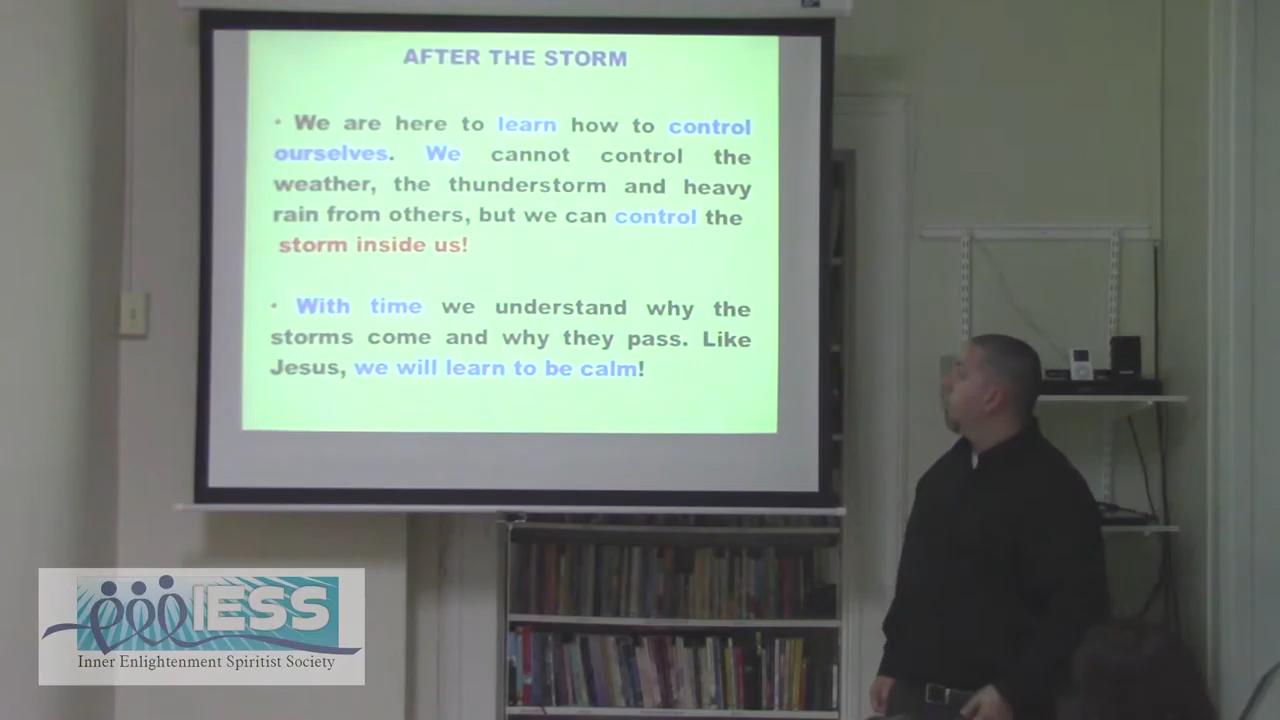 AFTER THE STORM
• We are here to learn how to control
ourselves. We cannot control the
weather, the thunderstorm and heavy
rain from others, but we can control the
storm inside us!
• With time we understand why the
storms come and why they pass. Like
Jesus, we will learn to be calm!
IESS
Inner Enlightenment Spiritist Society